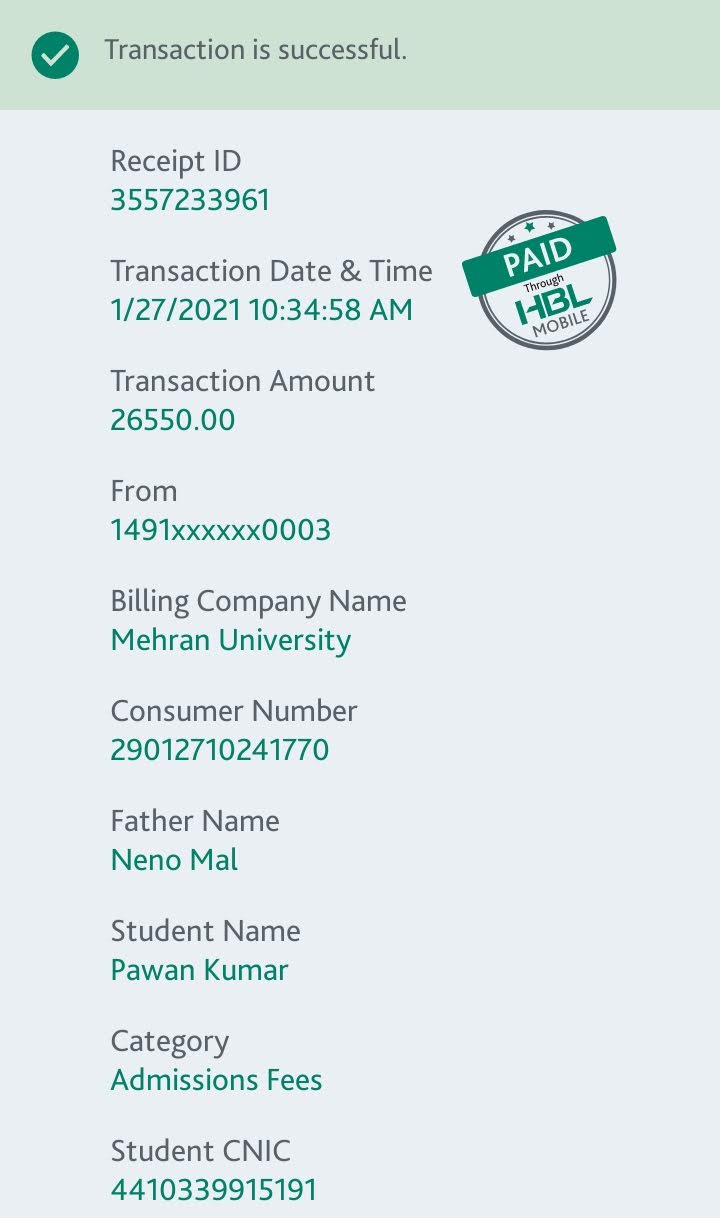 Transaction is successful.
Receipt ID
3557233961
Transaction Date & Time
1/27/2021 10:34:58 AM
PAID
Through
HBL
MOBILE
Transaction Amount
26550.00
From
1491xxxxxx0003
Billing Company Name
Mehran University
Consumer Number
29012710241770
Father Name
Neno Mal
Student Name
Pawan Kumar
Category
Admissions Fees
Student CNIC
4410339915191